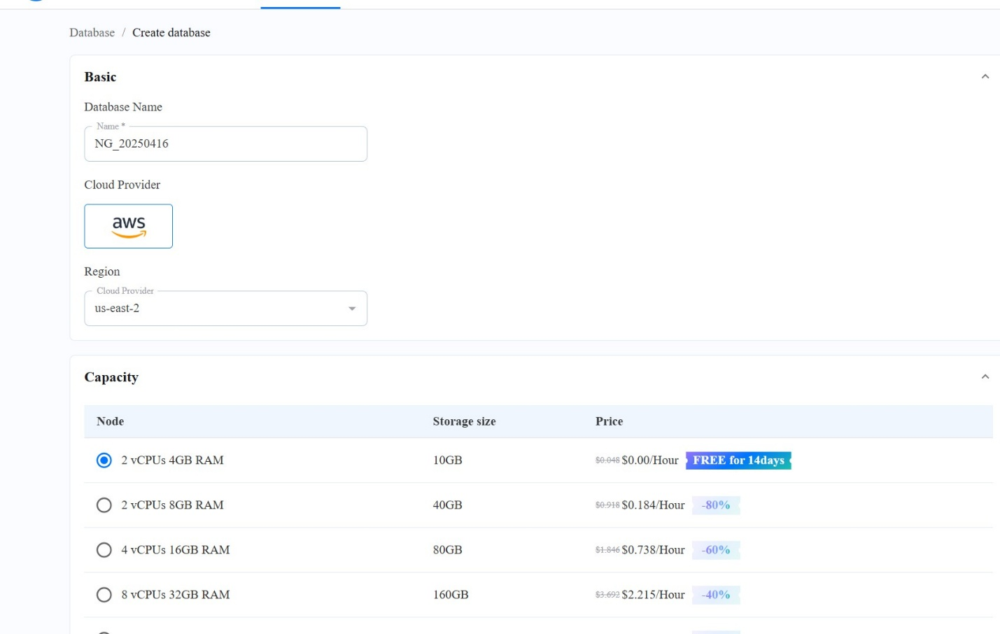 Database / Create database
Basic
Database Name
Name *
NG_20250416
Cloud Provider
aws
Region
Cloud Provider
us-east-2
Capacity
Node Storage size Price
2 vCPUs 4GB RAM 10GB $0.048 $0.00/Hour FREE for 14days
2 vCPUs 8GB RAM 40GB $0.918 $0.184/Hour -80%
4 vCPUs 16GB RAM 80GB $1.846 $0.738/Hour -60%
8 vCPUs 32GB RAM 160GB $3.692 $2.215/Hour -40%